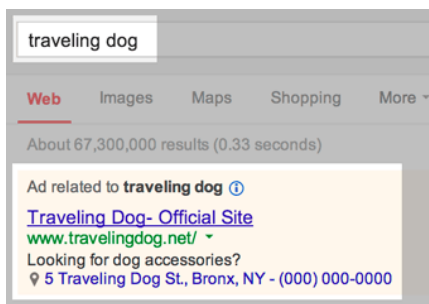 traveling dog
Web Images Maps Shopping More
About 67,300,000 results (0.33 seconds)
Ad related to traveling dog
Traveling Dog- Official Site
www.travelingdog.net/
Looking for dog accessories?
5 Traveling Dog St., Bronx, NY - (000) 000-0000